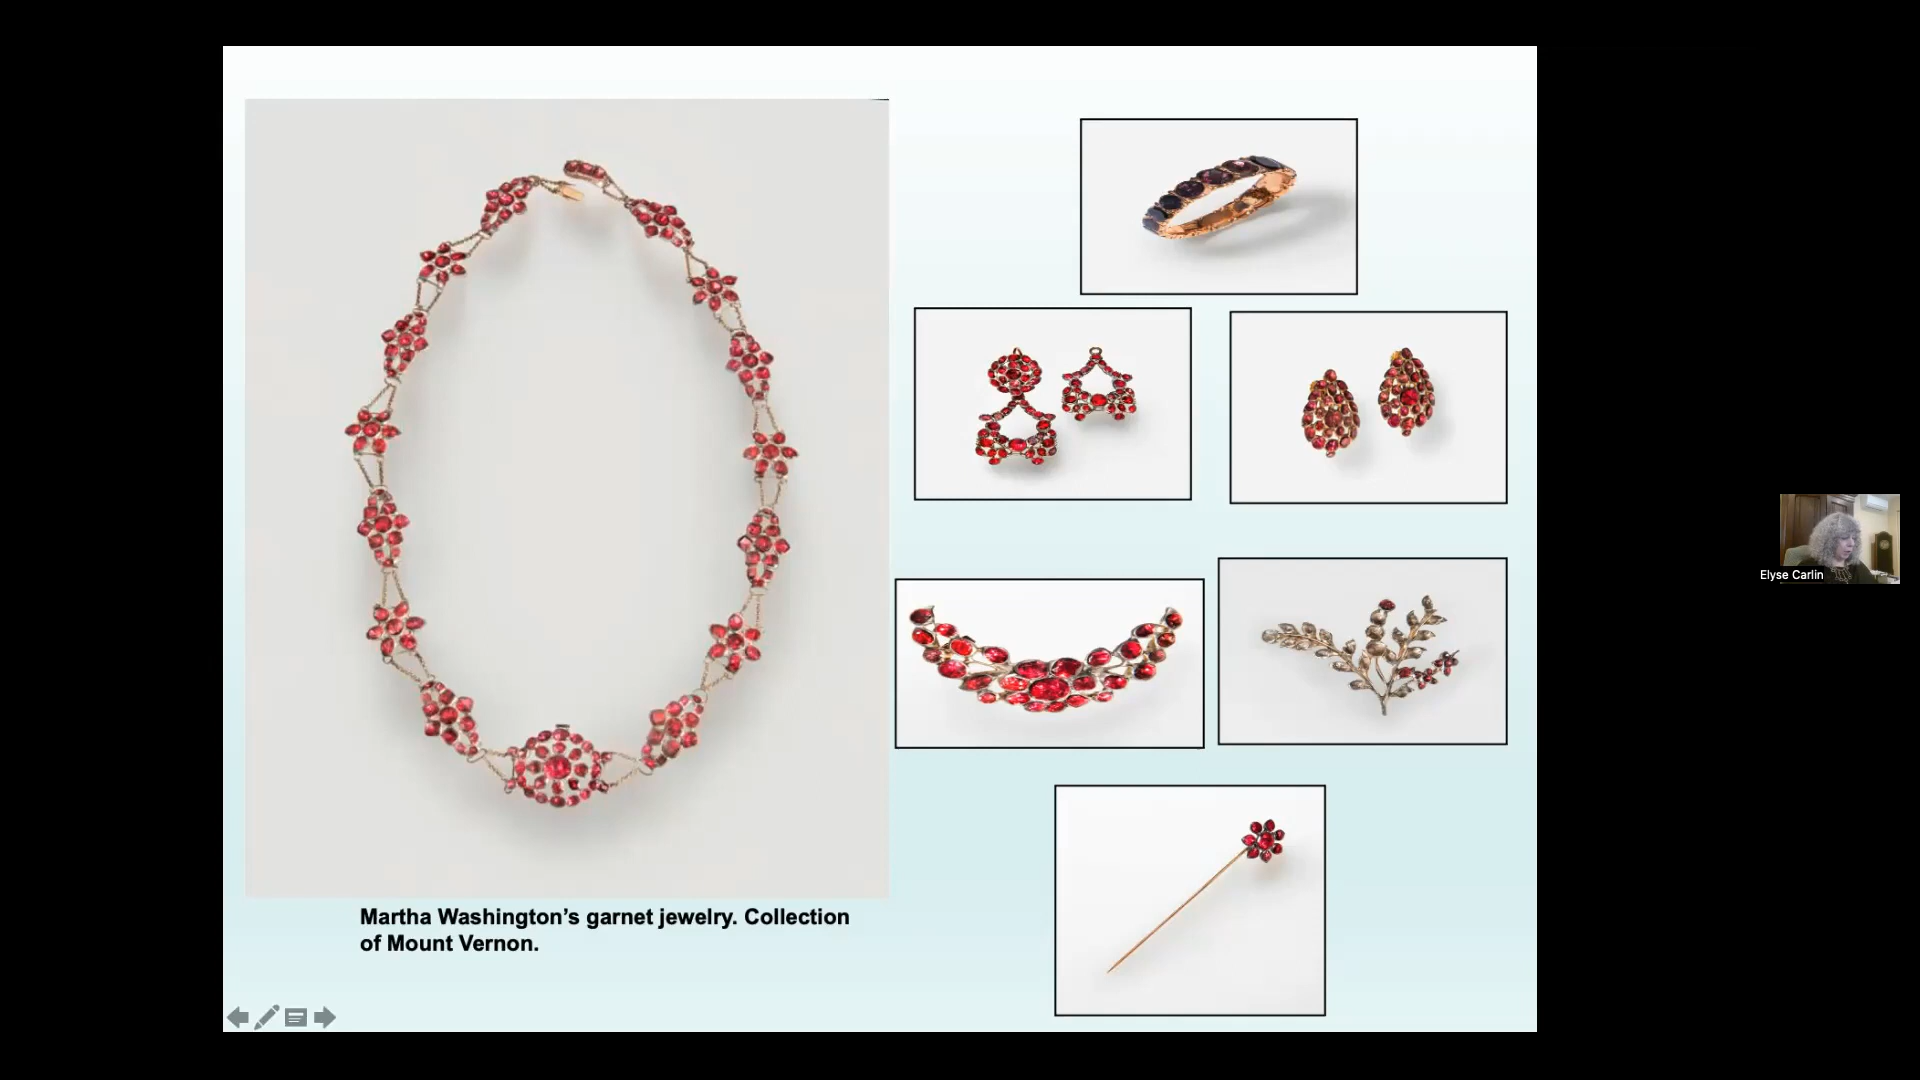 Martha Washington’s garnet jewelry. Collection
of Mount Vernon.
Elyse Carlin